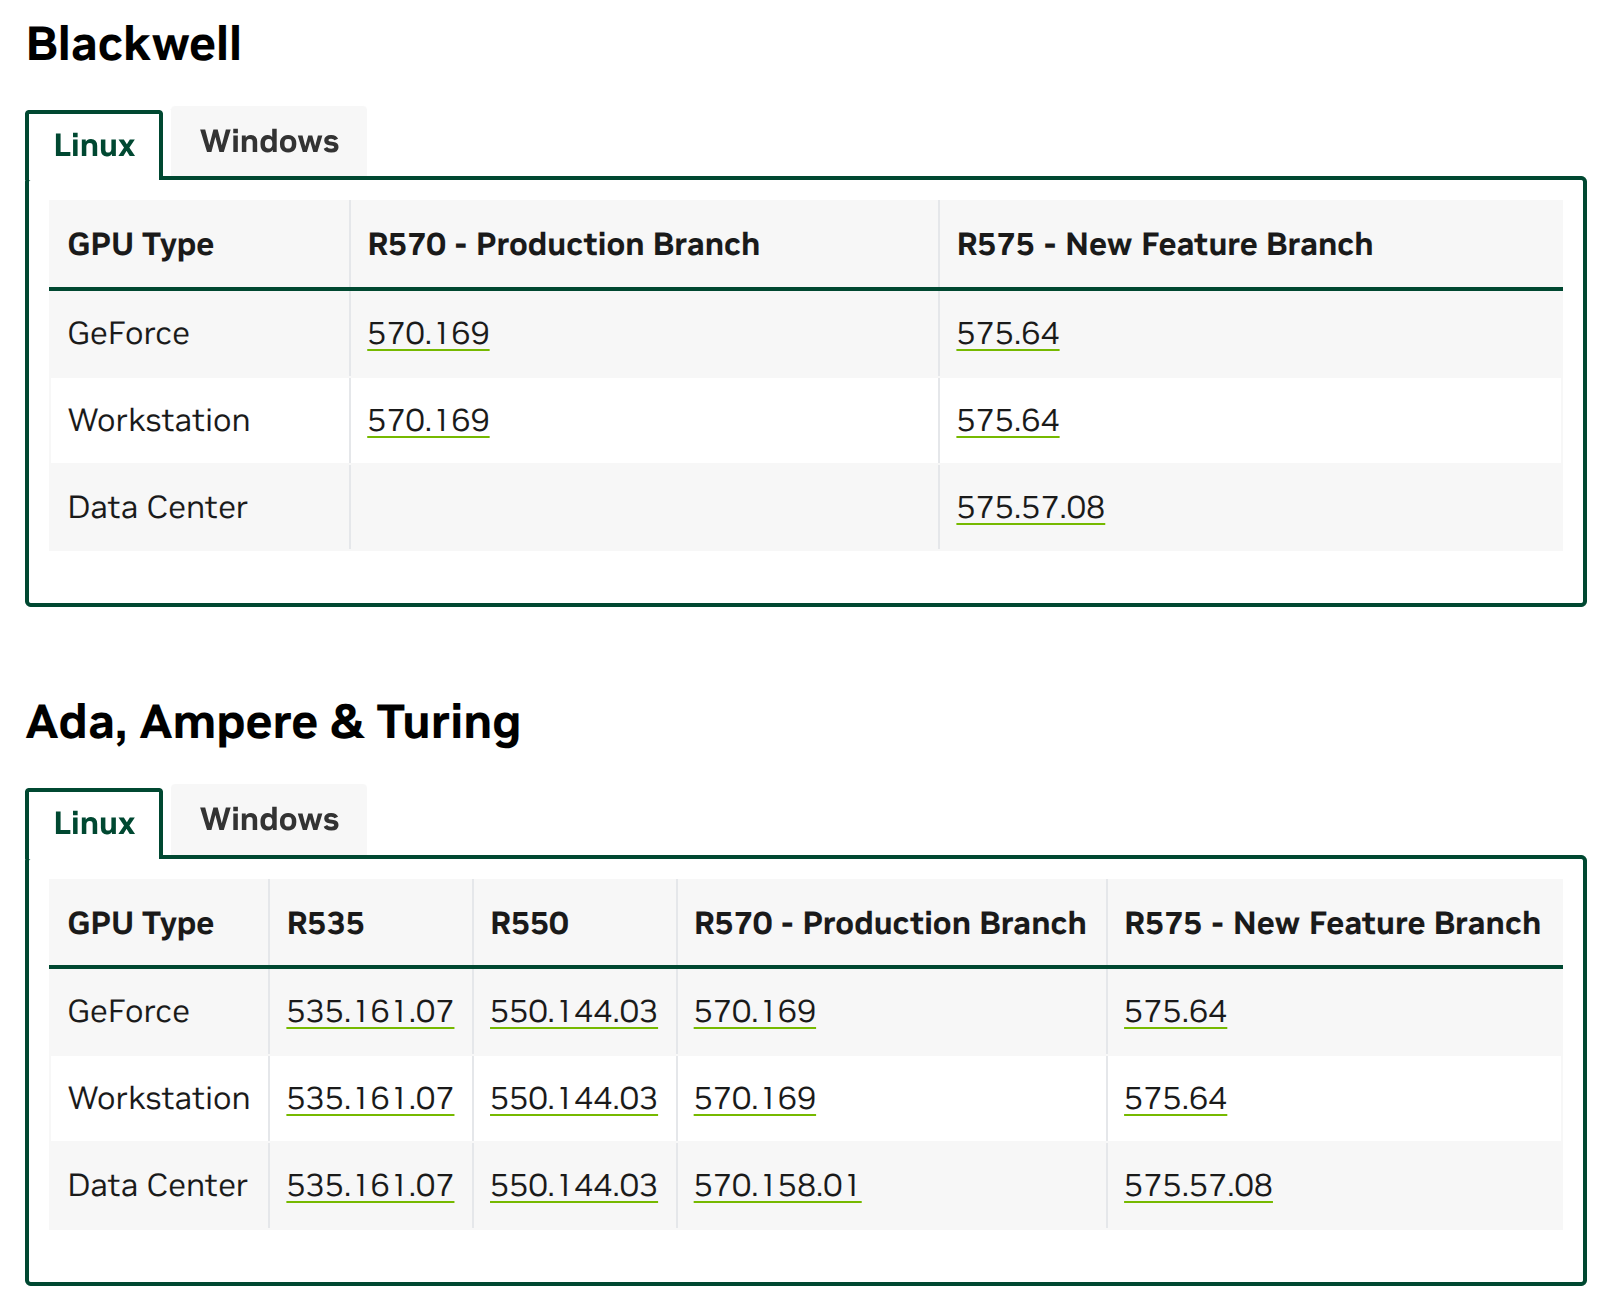 Blackwell
Linux Windows
GPU Type R570 - Production Branch R575 - New Feature Branch
GeForce 570.169 575.64
Workstation 570.169 575.64
Data Center 575.57.08
Ada, Ampere & Turing
Linux Windows
GPU Type R535 R550 R570 - Production Branch R575 - New Feature Branch
GeForce 535.161.07 550.144.03 570.169 575.64
Workstation 535.161.07 550.144.03 570.169 575.64
Data Center 535.161.07 550.144.03 570.158.01 575.57.08